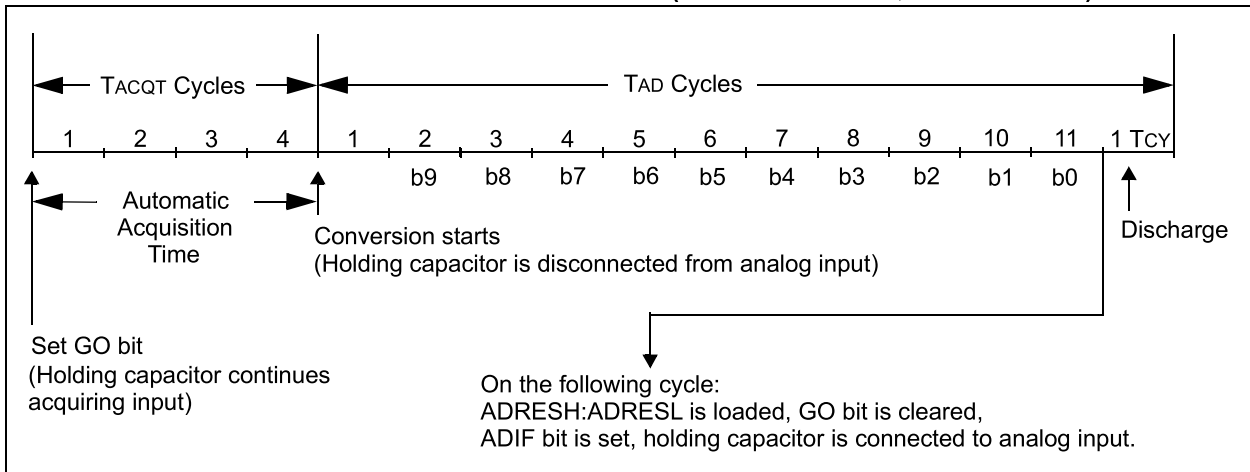 TACQT Cycles
TAD Cycles
1 2 3 4 1 2 3 4 5 6 7 8 9 10 11 1 TCY
b9 b8 b7 b6 b5 b4 b3 b2 b1 b0
Automatic
Acquisition
Time
Conversion starts
(Holding capacitor is disconnected from analog input)
Discharge
Set GO bit
(Holding capacitor continues
acquiring input)
On the following cycle:
ADRESH:ADRESL is loaded, GO bit is cleared,
ADIF bit is set, holding capacitor is connected to analog input.